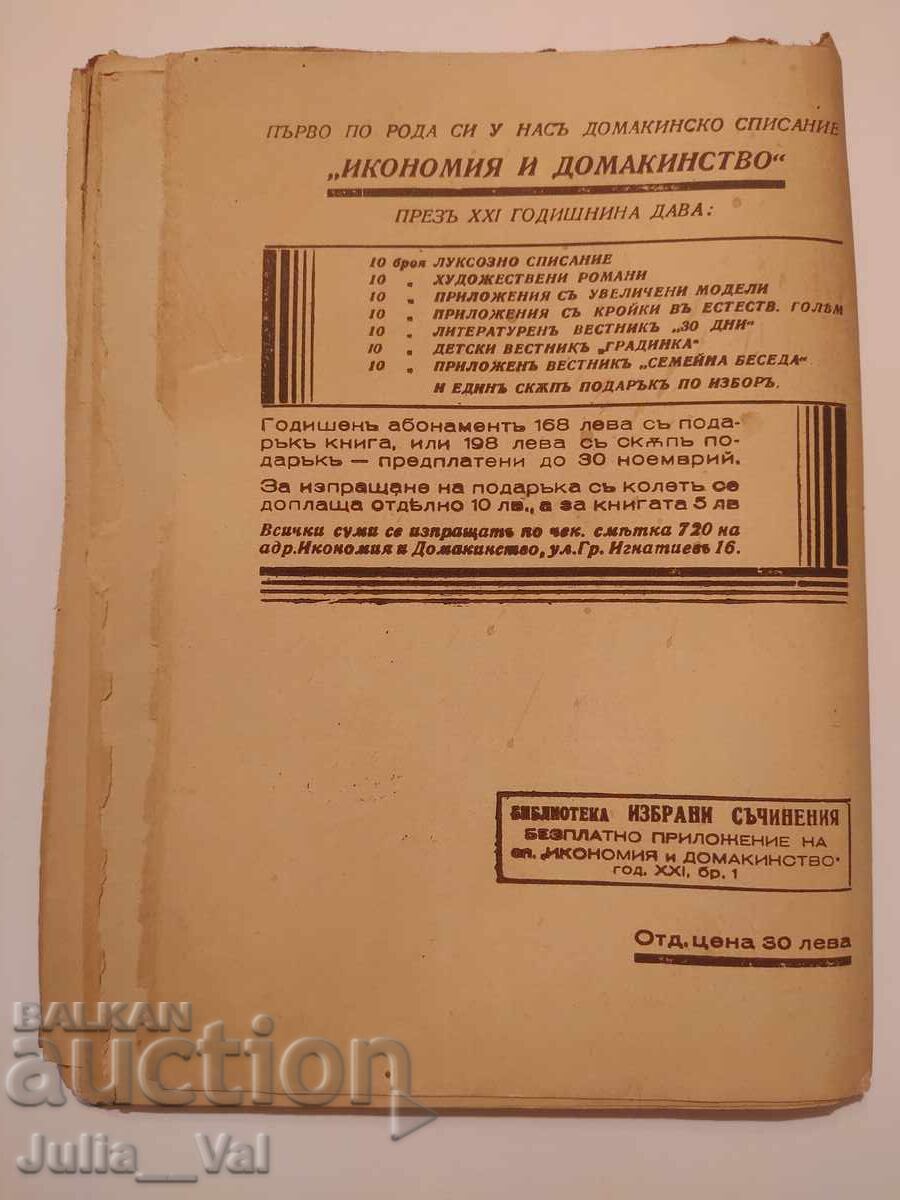 ПЪРВО ПО РОДА СИ У НАСЪ ДОМАКИНСКО СПИСАНИЕ
„ИКОНОМИЯ И ДОМАКИНСТВО“
ПРЕЗЪ XXI ГОДИШНИНА ДАВА:
10 броя ЛУКСОЗНО СПИСАНИЕ
10 „ ХУДОЖЕСТВЕНИ РОМАНИ
10 „ ПРИЛОЖЕНИЯ СЪ УВЕЛИЧЕНИ МОДЕЛИ
10 „ ПРИЛОЖЕНИЯ СЪ КРОЙКИ ВЪ ЕСТЕСТВ. ГОЛѢМ
10 „ ЛИТЕРАТУРЕНЪ ВЕСТНИКЪ „30 ДНИ“
10 „ ДЕТСКИ ВЕСТНИКЪ „ГРАДИНКА“
10 „ ПРИЛОЖЕНЪ ВЕСТНИКЪ „СЕМЕЙНА БЕСЕДА“
И ЕДИНЪ СКѪПЪ ПОДАРЪКЪ ПО ИЗБОРЪ.
Годишенъ абонаментъ 168 лева съ пода-
ръкъ книга, или 198 лева съ скѫпъ по-
даръкъ — предплатени до 30 ноемврий.
За изпращане на подаръка съ колетъ се
доплаща отдѣлно 10 лв., а за книгата 5 лв
Всички суми се изпращатъ по чек. смѣтка 720 на
адр. Икономия и Домакинство, ул. Гр. Игнатиевъ 16.
БИБЛИОТЕКА ИЗБРАНИ СЪЧИНЕНИЯ
БЕЗПЛАТНО ПРИЛОЖЕНИЕ НА
сп. „ИКОНОМИЯ И ДОМАКИНСТВО“
год. XXI, бр. 1
Отд. цена 30 лева
BALKAN
auction
Julia__Val